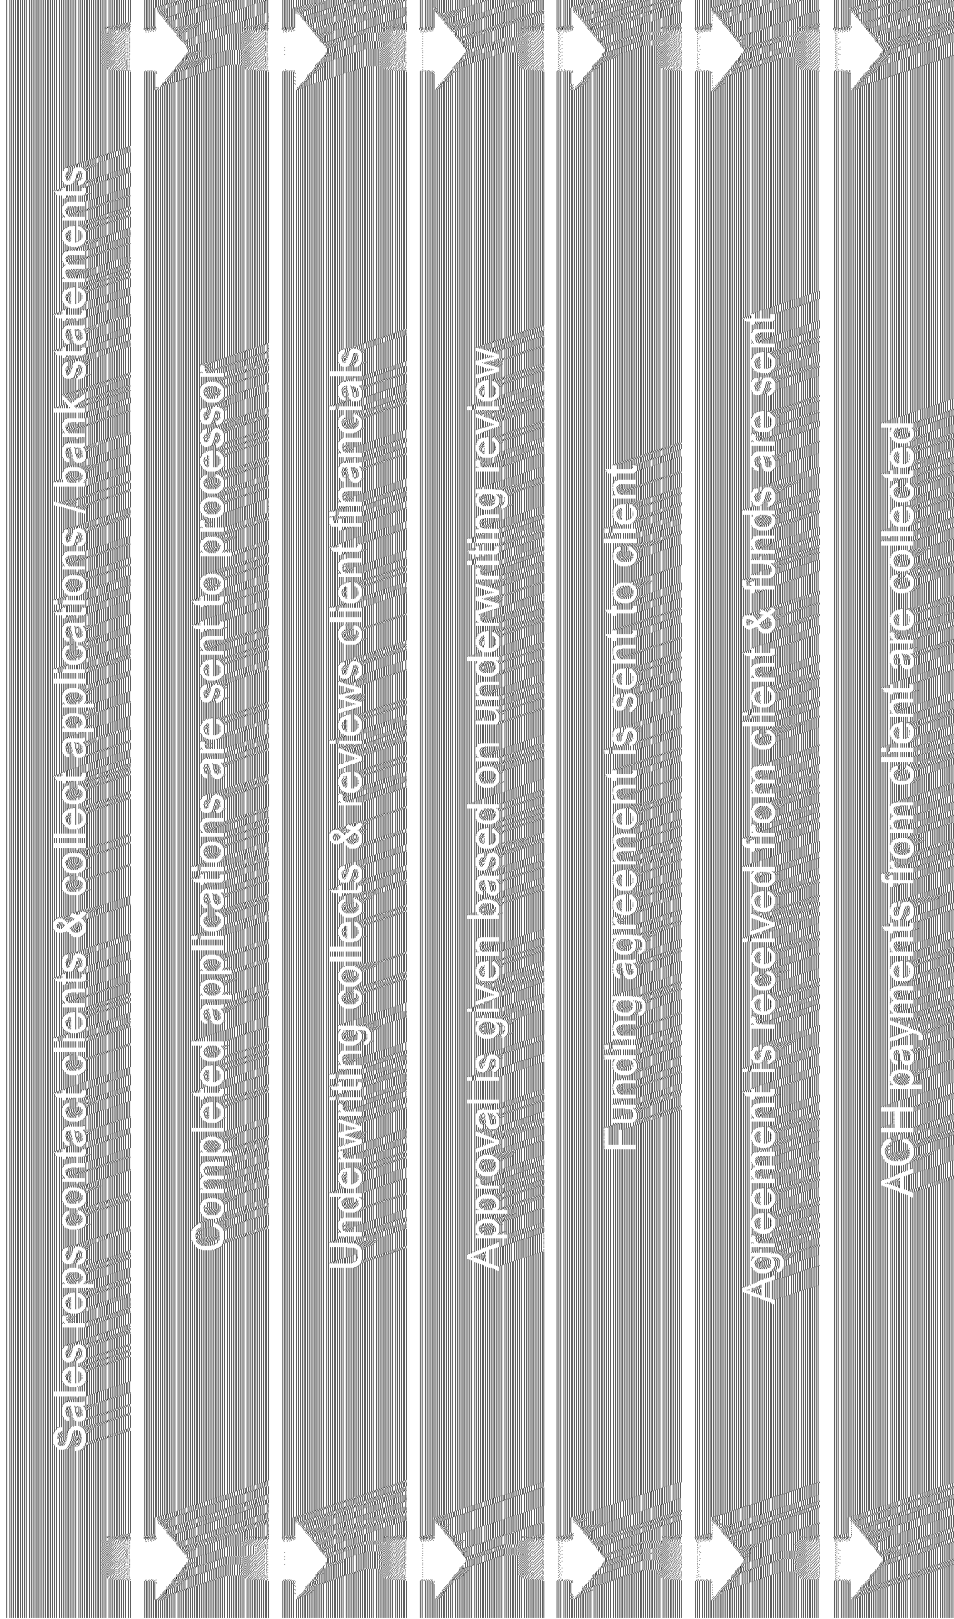 Sales reps contact clients & collect applications / bank statements
Completed applications are sent to processor
Underwriting collects & reviews client financials
Approval is given based on underwriting review
Funding agreement is sent to client
Agreement is received from client & funds are sent
ACH payments from client are collected